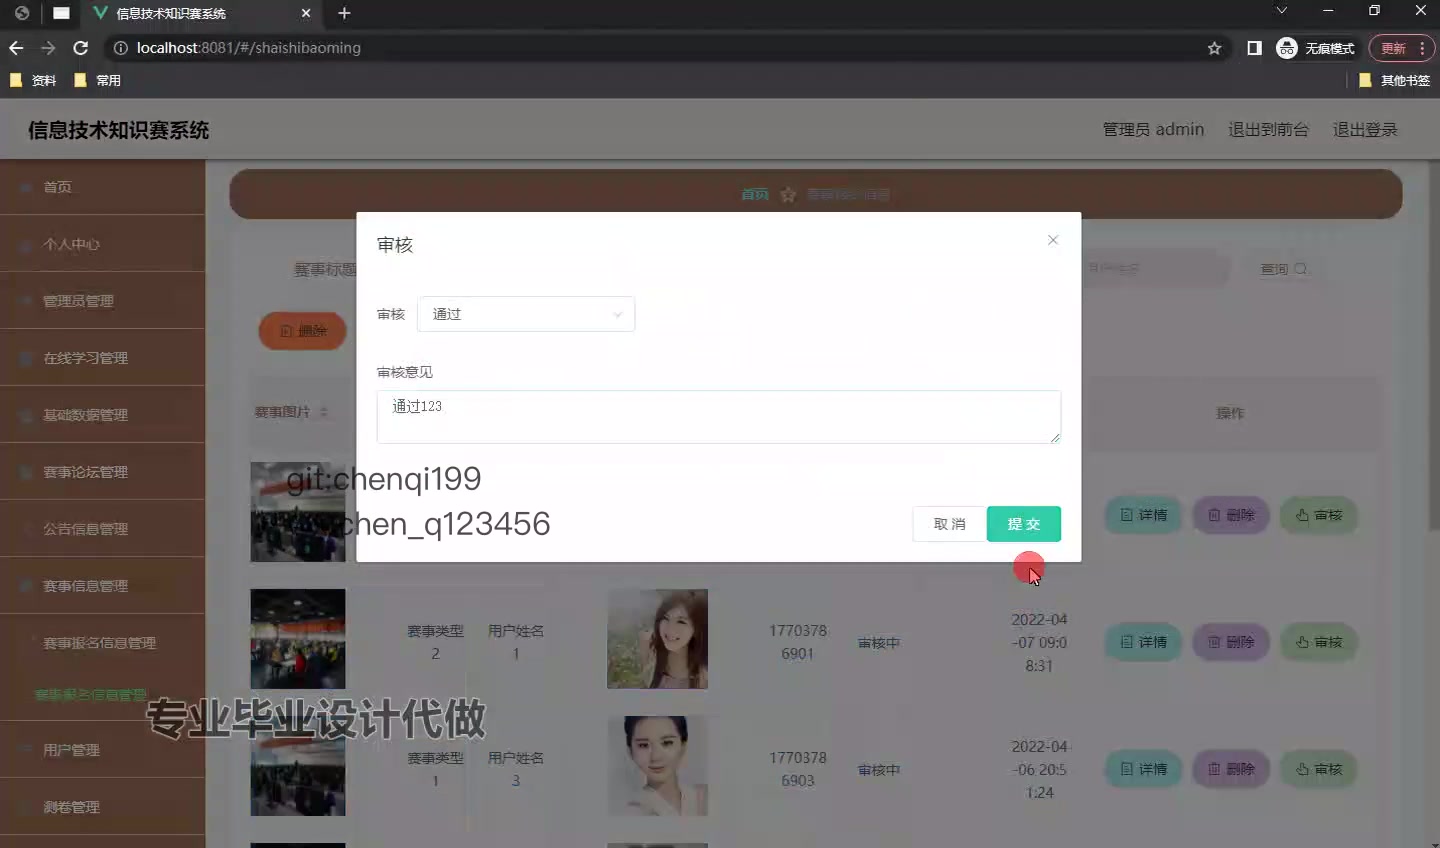 信息技术知识赛系统
localhost:8081/#/shaishibaoming
无痕模式
更新
资料
常用
其他书签
信息技术知识赛系统
管理员 admin
退出到前台
退出登录
首页
个人中心
管理员管理
在线学习管理
基础数据管理
赛事论坛管理
公告信息管理
赛事信息管理
赛事报名信息管理
赛事报名信息管理
用户管理
测卷管理
首页
赛事标题
查询
删除
审核
审核
通过
审核意见
通过123
取消
提交
赛事图片
操作
git:chenqi199
chen_q123456
详情
删除
审核
赛事类型
2
用户姓名
1
1770378
6901
审核中
2022-04
-07 09:0
8:31
详情
删除
审核
专业毕业设计代做
赛事类型
1
用户姓名
3
1770378
6903
审核中
2022-04
-06 20:5
1:24
详情
删除
审核